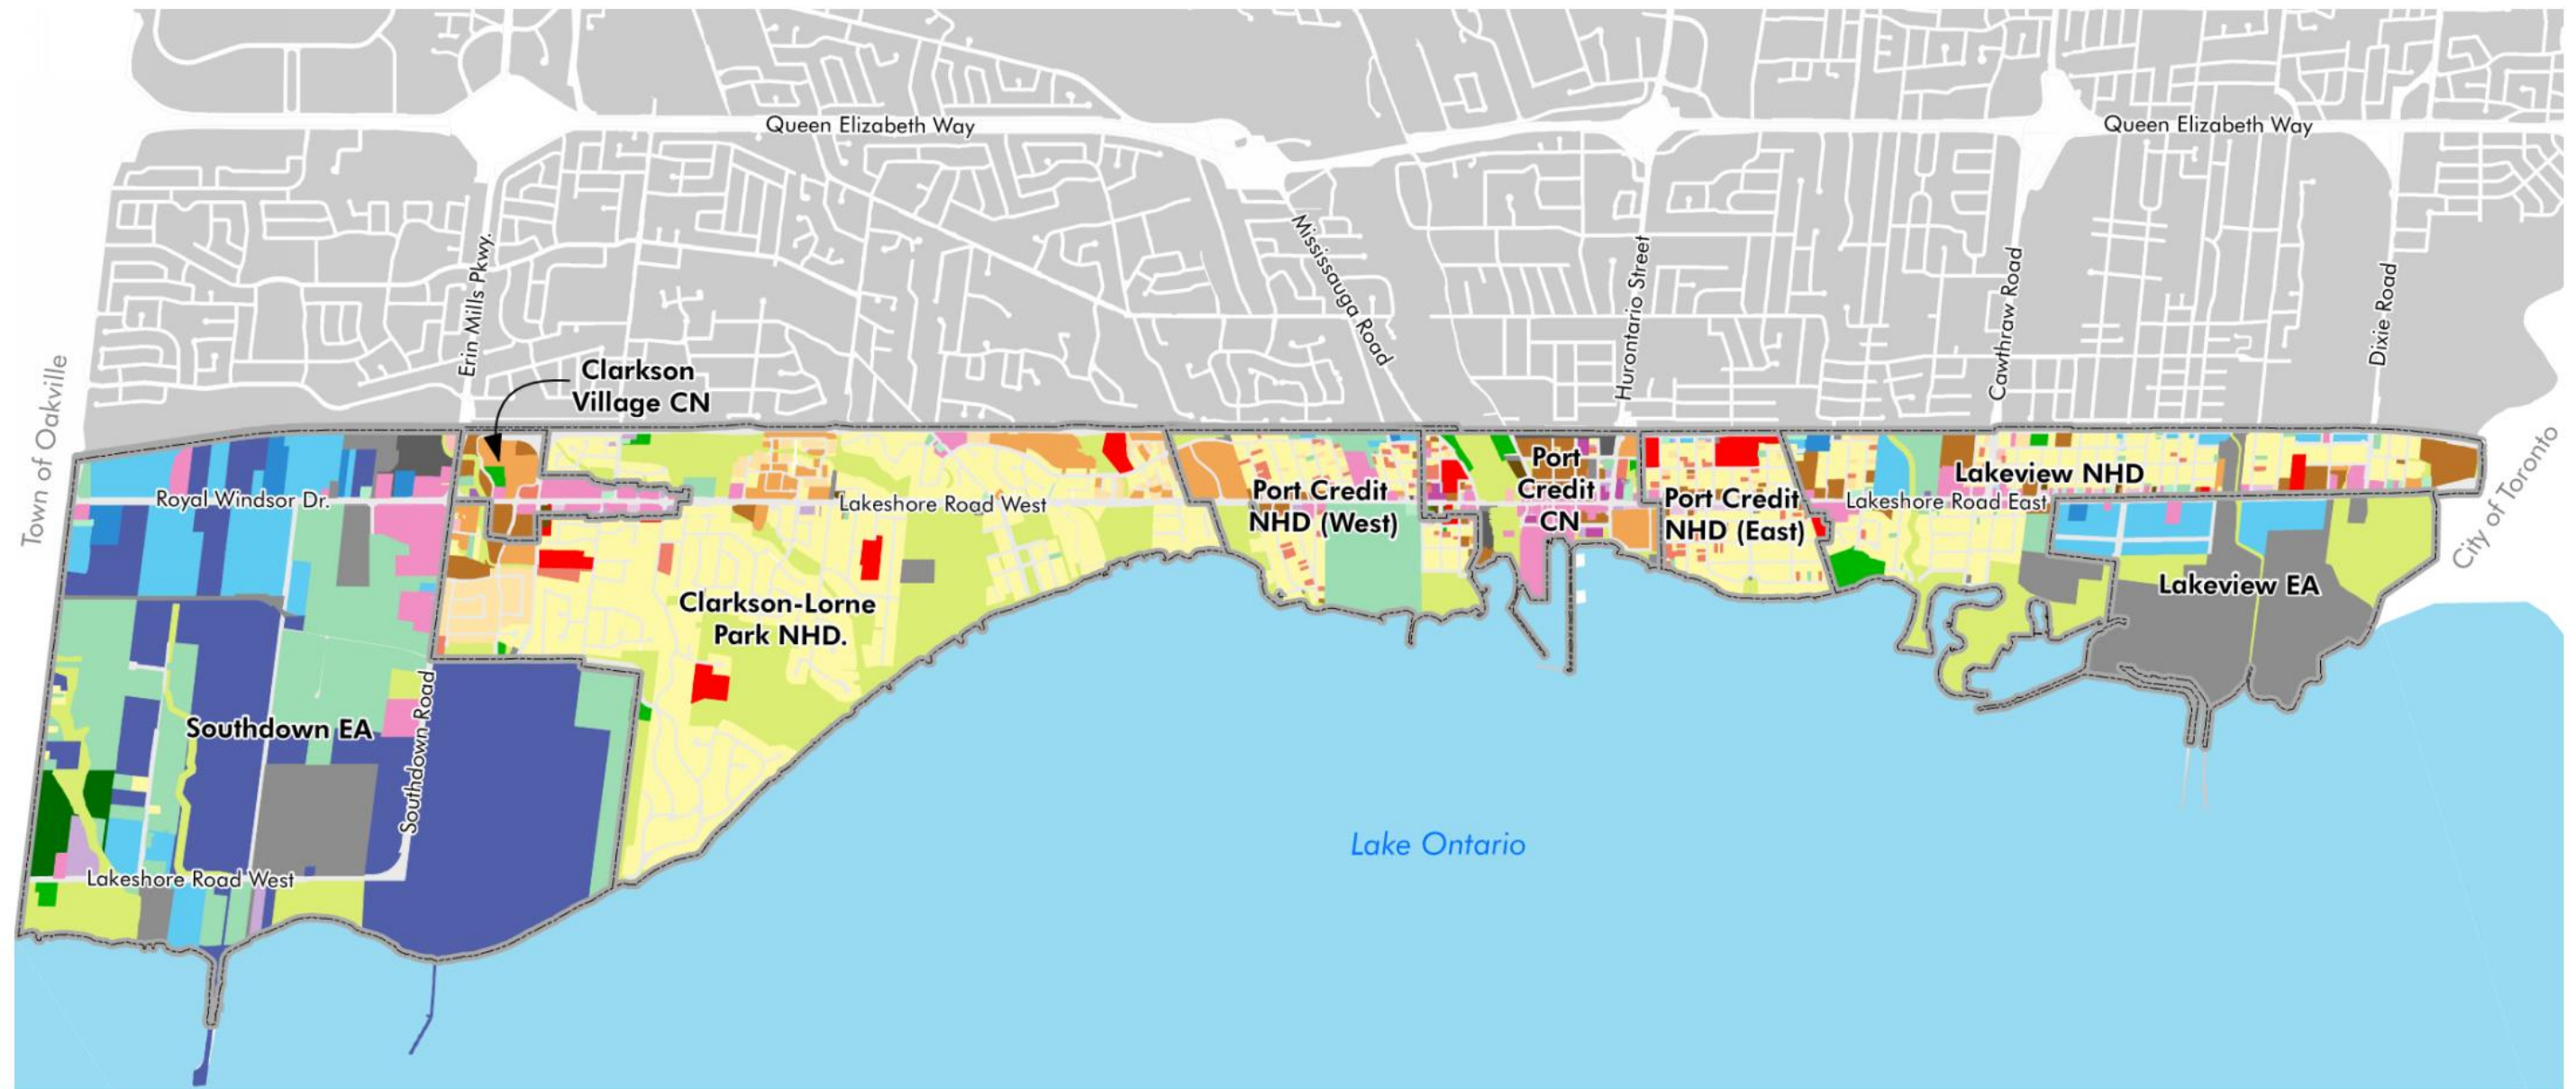 Queen Elizabeth Way
Queen Elizabeth Way
Erin Mills Pkwy.
Mississauga Road
Hurontario Street
Cawthraw Road
Dixie Road
Town of Oakville
City of Toronto
Clarkson
Village CN
Royal Windsor Dr.
Lakeshore Road West
Port Credit
NHD (West)
Port
Credit
CN
Port Credit
NHD (East)
Lakeview NHD
Lakeshore Road East
Lakeview EA
Clarkson-Lorne
Park NHD.
Southdown EA
Southdown Road
Lakeshore Road West
Lake Ontario